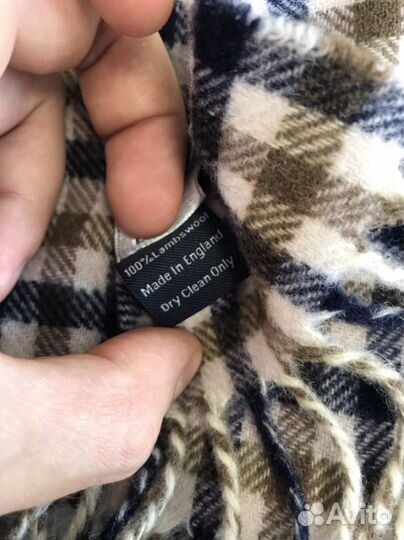 100% Lambswool
Made In England
Dry Clean Only
Avito